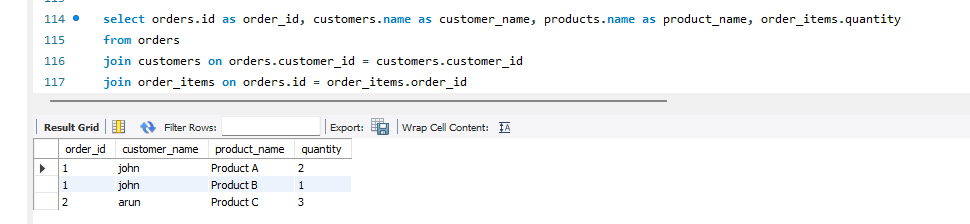 114 select orders.id as order_id, customers.name as customer_name, products.name as product_name, order_items.quantity
115 from orders
116 join customers on orders.customer_id = customers.customer_id
117 join order_items on orders.id = order_items.order_id
Result Grid Filter Rows: Export: Wrap Cell Content: IA
order_id customer_name product_name quantity
1 john Product A 2
1 john Product B 1
2 arun Product C 3